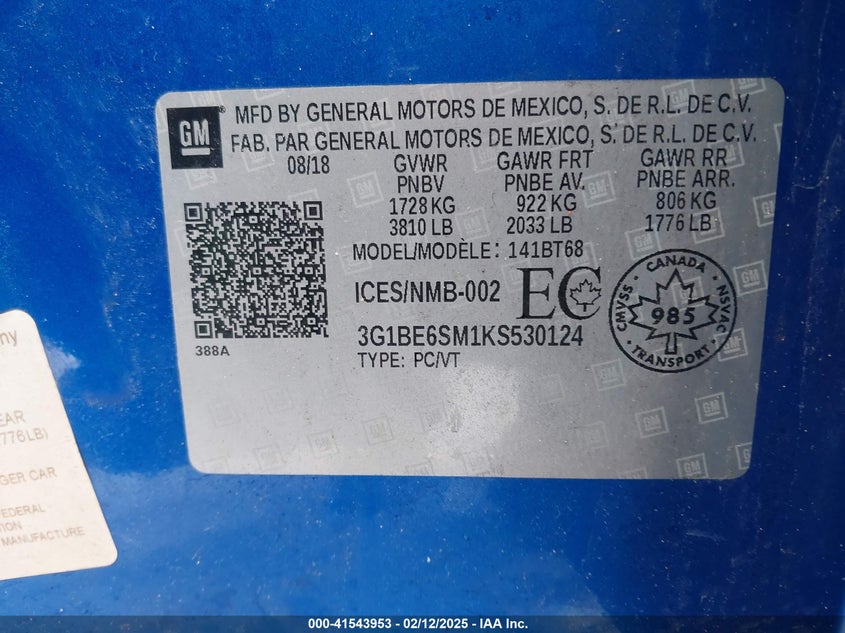 GM
MFD BY GENERAL MOTORS DE MEXICO, S. DE R.L. DE C.V.
FAB. PAR GENERAL MOTORS DE MEXICO, S. DE R.L. DE C.V.
08/18 GVWR GAWR FRT GAWR RR
PNBV PNBE AV. PNBE ARR.
1728 KG 922 KG 806 KG
3810 LB 2033 LB 1776 LB
MODEL/MODÈLE: 141BT68
ICES/NMB-002 EC
CANADA
CMVSS 985 NSVAC
TRANSPORT
3G1BE6SM1KS530124
TYPE: PC/VT
388A
ny
EAR
776LB)
GER CAR
FEDERAL
TION
MANUFACTURE
000-41543953 - 02/12/2025 - IAA Inc.